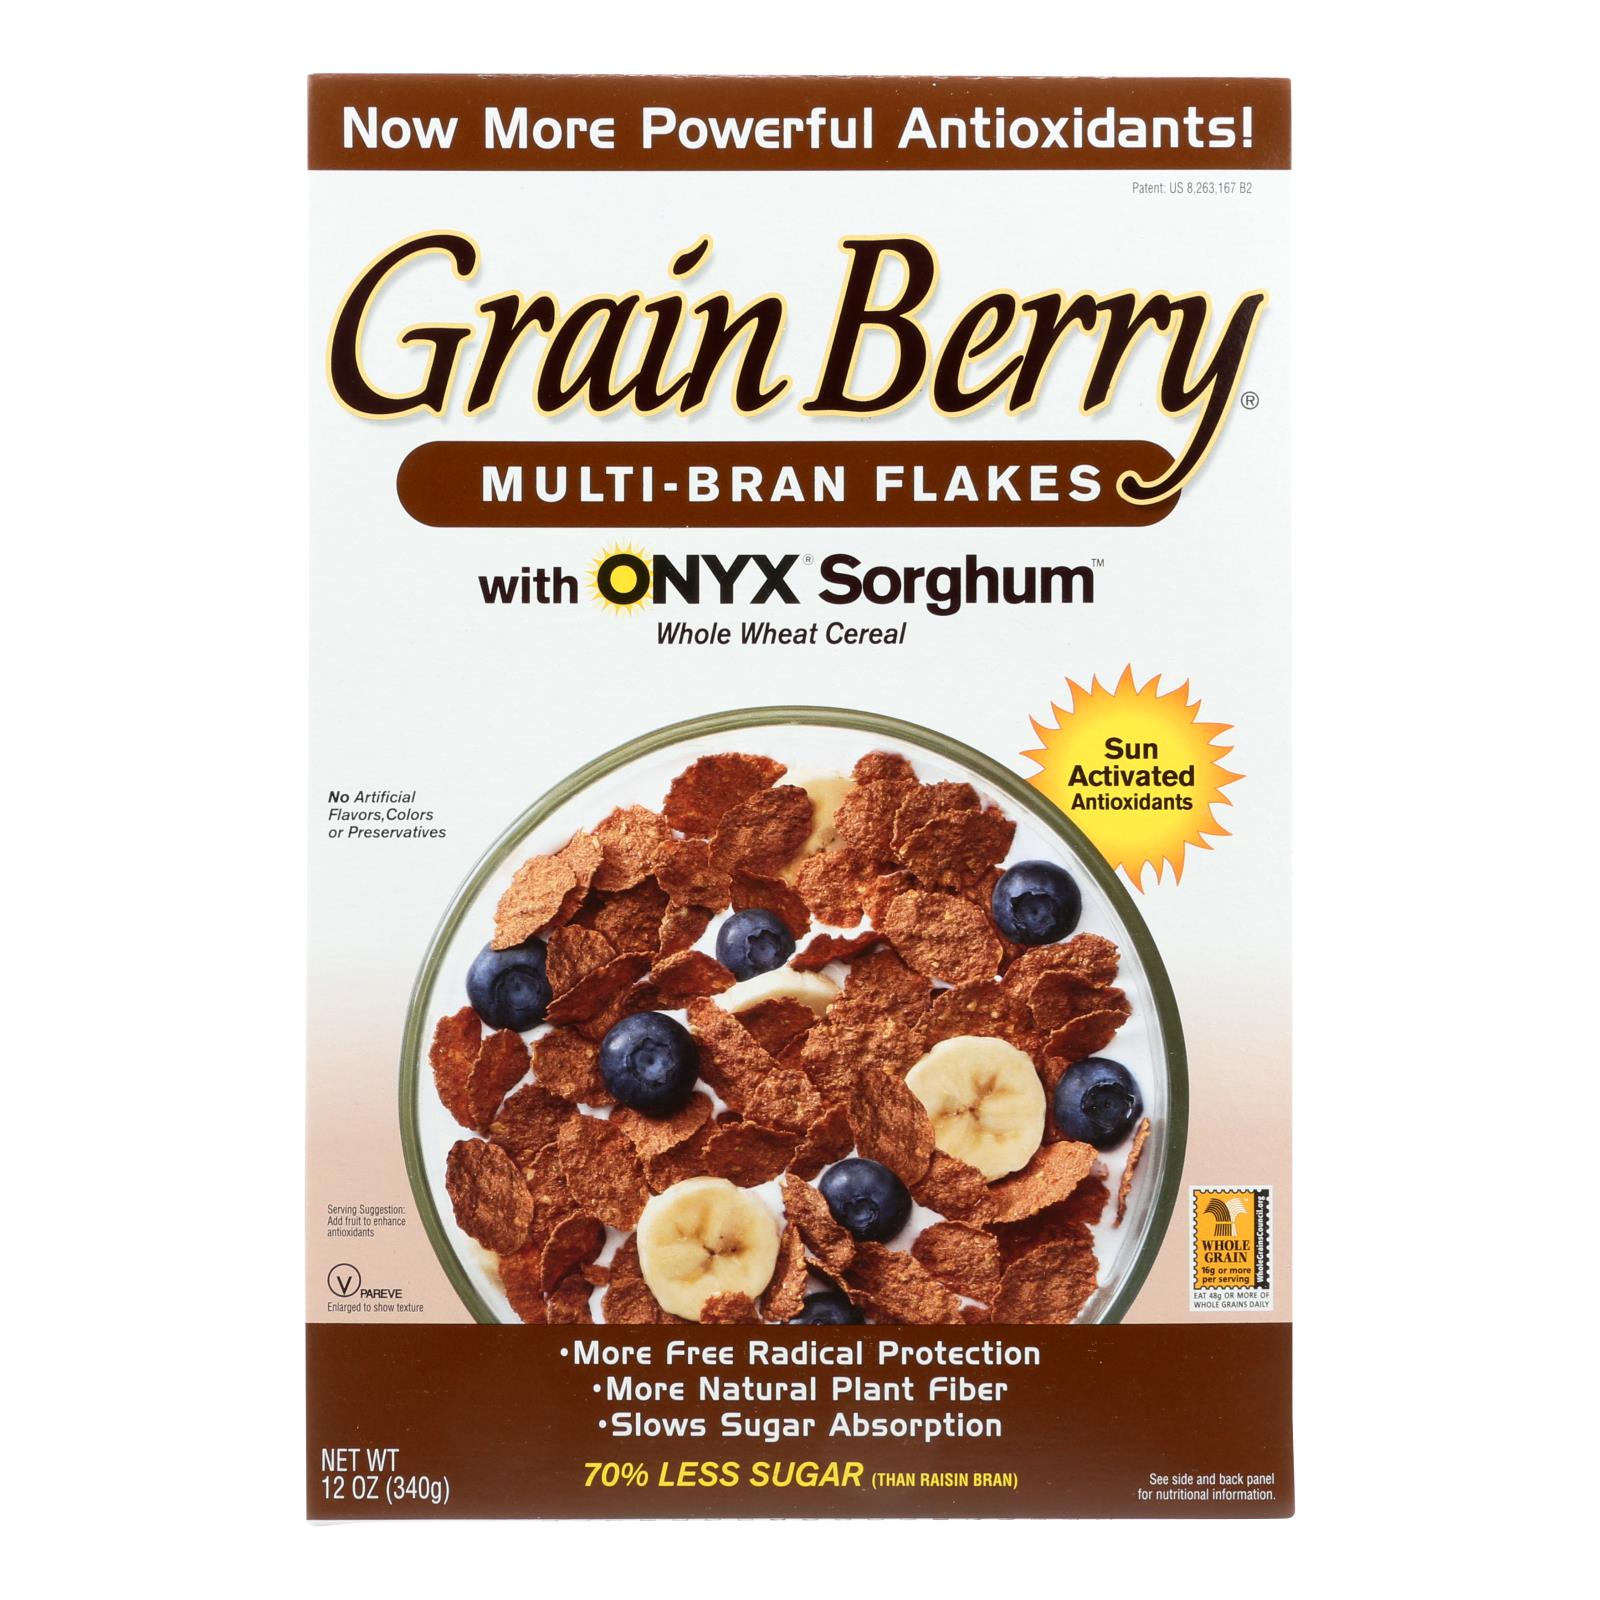 Now More Powerful Antioxidants!
Patent: US 8,263,167 B2
Grain Berry®
MULTI-BRAN FLAKES
with ONYX® Sorghum™
Whole Wheat Cereal
Sun
Activated
Antioxidants
No Artificial
Flavors,Colors
or Preservatives
Serving Suggestion:
Add fruit to enhance
antioxidants
V PAREVE
Enlarged to show texture
WHOLE
GRAIN
16g or more
per serving
WholeGrainsCouncil.org
EAT 48g OR MORE OF
WHOLE GRAINS DAILY
•More Free Radical Protection
•More Natural Plant Fiber
•Slows Sugar Absorption
70% LESS SUGAR (THAN RAISIN BRAN)
NET WT
12 OZ (340g)
See side and back panel
for nutritional information.